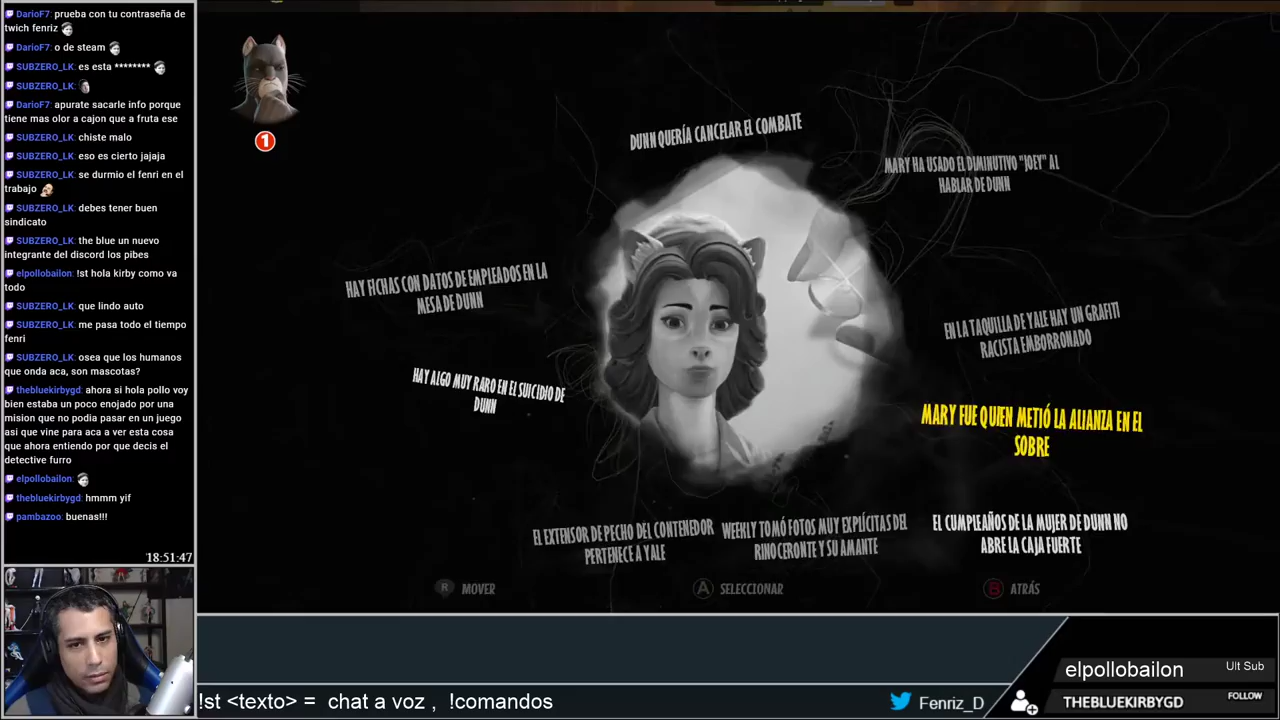 DarioF7: prueba con tu contraseña de
twich fenriz
DarioF7: o de steam
SUBZERO_LK: es esta ********
SUBZERO_LK:
DarioF7: apurate sacarle info porque
tiene mas olor a cajon que a fruta ese
SUBZERO_LK: chiste malo
SUBZERO_LK: eso es cierto jajaja
SUBZERO_LK: se durmio el fenri en el
trabajo
SUBZERO_LK: debes tener buen
sindicato
SUBZERO_LK: the blue un nuevo
integrante del discord los pibes
elpollobailon: !st hola kirby como va
todo
SUBZERO_LK: que lindo auto
SUBZERO_LK: me pasa todo el tiempo
fenri
SUBZERO_LK: osea que los humanos
que onda aca, son mascotas?
thebluekirbygd: ahora si hola pollo voy
bien estaba un poco enojado por una
mision que no podia pasar en un juego
asi que vine para aca a ver esta cosa
que ahora entiendo por que decis el
detective furro
elpollobailon:
thebluekirbygd: hmmm yif
pambazoo: buenas!!!
18:51:47
1
DUNN QUERÍA CANCELAR EL COMBATE
MARY HA USADO EL DIMINUTIVO "JOEY" AL
HABLAR DE DUNN
HAY FICHAS CON DATOS DE EMPLEADOS EN LA
MESA DE DUNN
EN LA TAQUILLA DE YALE HAY UN GRAFITI
RACISTA EMBORRONADO
HAY ALGO MUY RARO EN EL SUICIDIO DE
DUNN
MARY FUE QUIEN METIÓ LA ALIANZA EN EL
SOBRE
EL EXTENSOR DE PECHO DEL CONTENEDOR
PERTENECE A YALE
WEEKLY TOMÓ FOTOS MUY EXPLÍCITAS DEL
RINOCERONTE Y SU AMANTE
EL CUMPLEAÑOS DE LA MUJER DE DUNN NO
ABRE LA CAJA FUERTE
R MOVER
A SELECCIONAR
B ATRÁS
elpollobailon Ult Sub
!st <texto> = chat a voz , !comandos
Fenriz_D
THEBLUEKIRBYGD FOLLOW